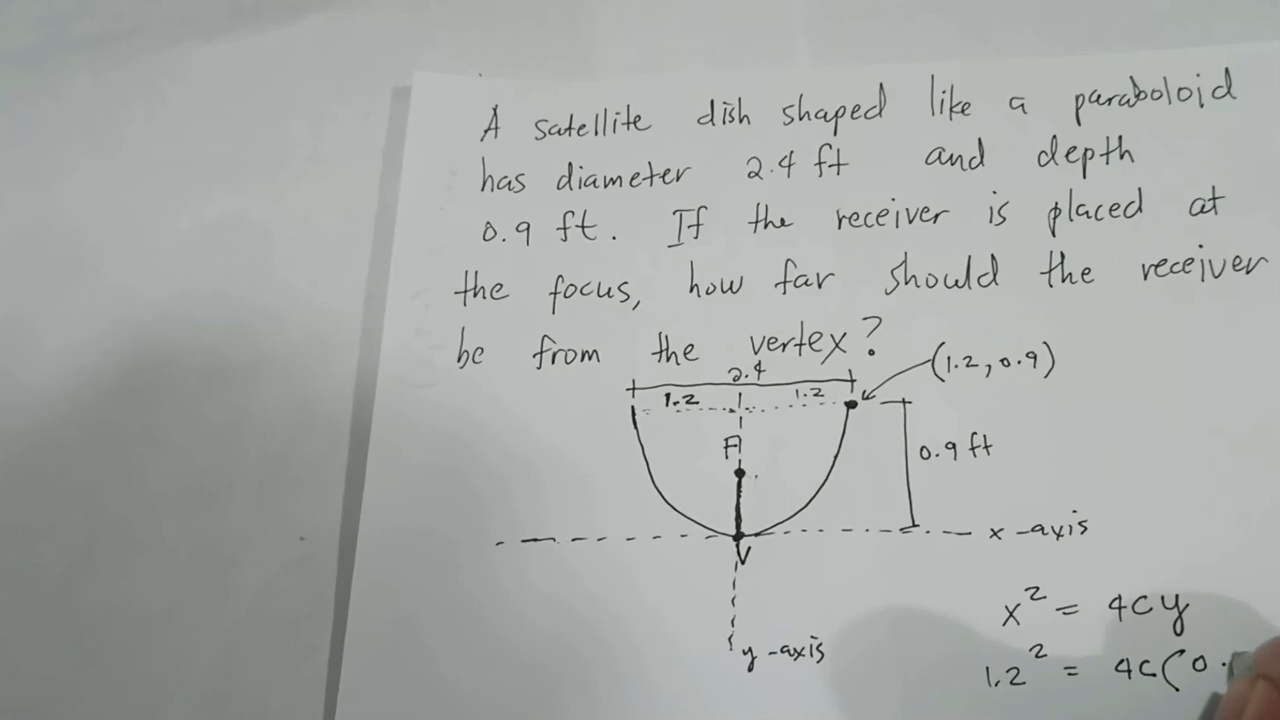 A satellite dish shaped like a paraboloid
has diameter 2.4 ft and depth
0.9 ft. If the receiver is placed at
the focus, how far should the receiver
be from the vertex?
2.4
(1.2, 0.9)
1.2 1.2
F
0.9 ft
x-axis
V
y-axis
x² = 4cy
1.2² = 4c(0.